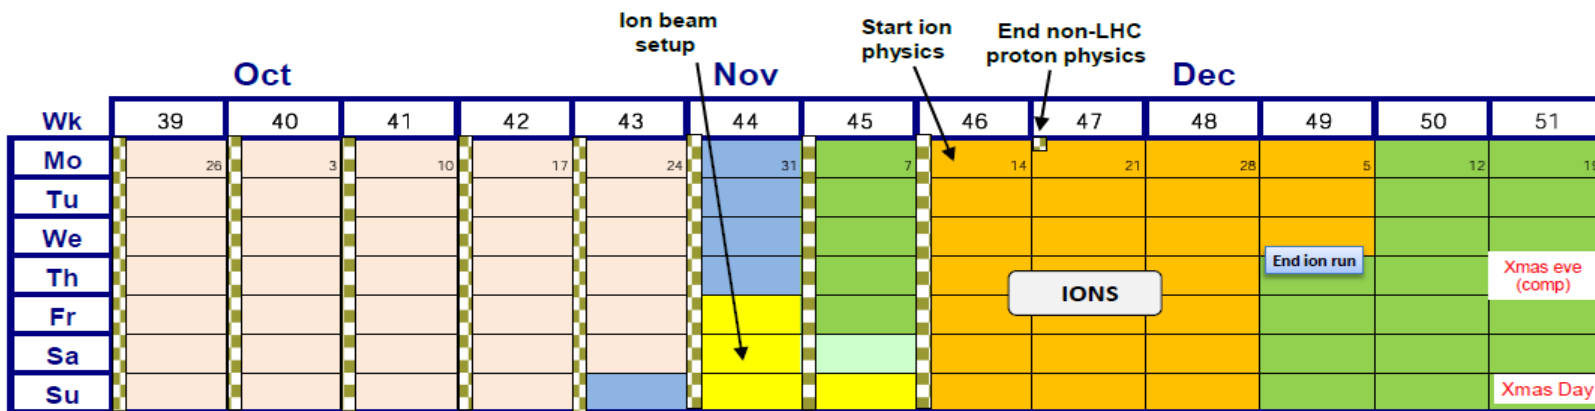 Ion beam
setup
Start ion
physics
End non-LHC
proton physics
Oct Nov Dec
Wk 39 40 41 42 43 44 45 46 47 48 49 50 51
Mo 26 3 10 17 24 31 7 14 21 28 5 12 19
Tu
We
Th
End ion run
Xmas eve
(comp)
IONS
Fr
Sa
Su
Xmas Day